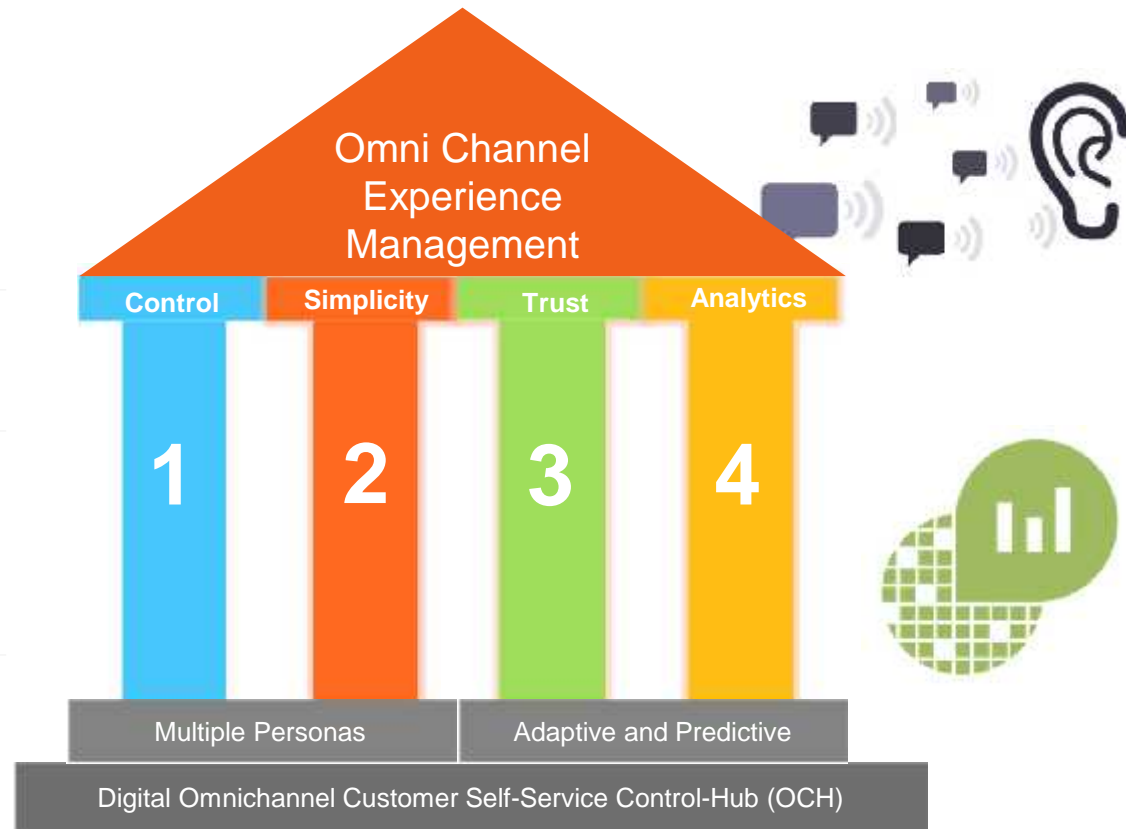 Omni Channel
Experience
Management
Control
Simplicity
Trust
Analytics
1
2
3
4
Multiple Personas
Adaptive and Predictive
Digital Omnichannel Customer Self-Service Control-Hub (OCH)